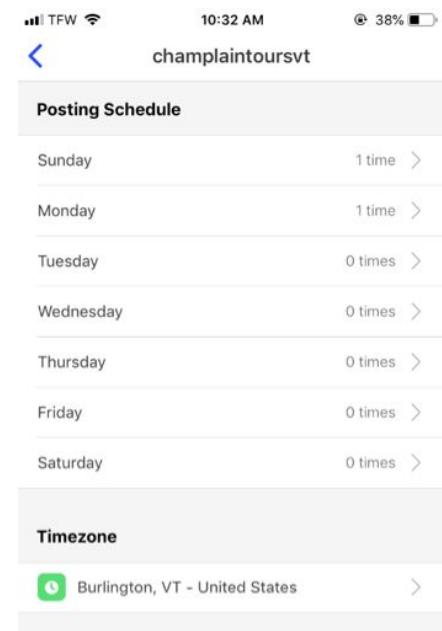 TFW 10:32 AM 38%
champlaintoursvt
Posting Schedule
Sunday 1 time
Monday 1 time
Tuesday 0 times
Wednesday 0 times
Thursday 0 times
Friday 0 times
Saturday 0 times
Timezone
Burlington, VT - United States